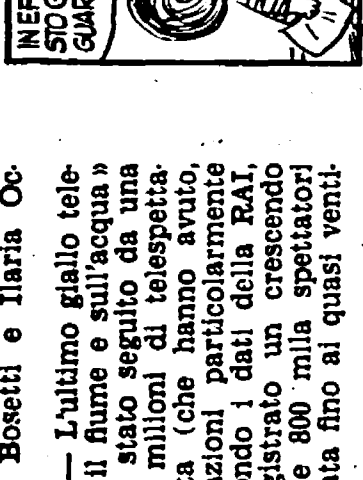 IN EF
STO C
GUAR
Bosetti e Ilaria Oc-
— L'ultimo giallo tele-
il fiume e sull'acqua»
stato seguito da una
milioni di telespetta-
ta (che hanno avuto,
azioni particolarmente
ondo i dati della RAI,
gistrato un crescendo
e 800 mila spettatori
ata fino ai quasi venti-